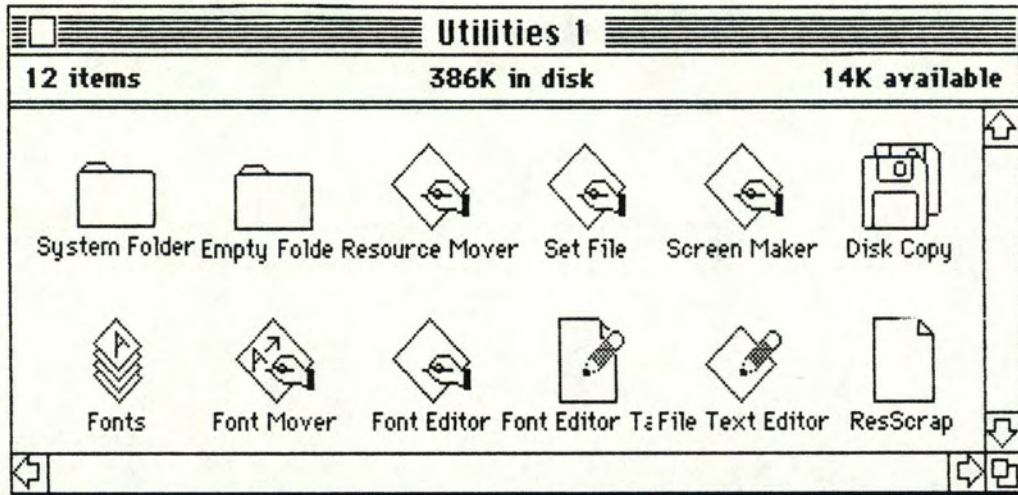 Utilities 1
12 items 386K in disk 14K available
System Folder Empty Folde Resource Mover Set File Screen Maker Disk Copy
Fonts Font Mover Font Editor Font Editor Ta File Text Editor ResScrap